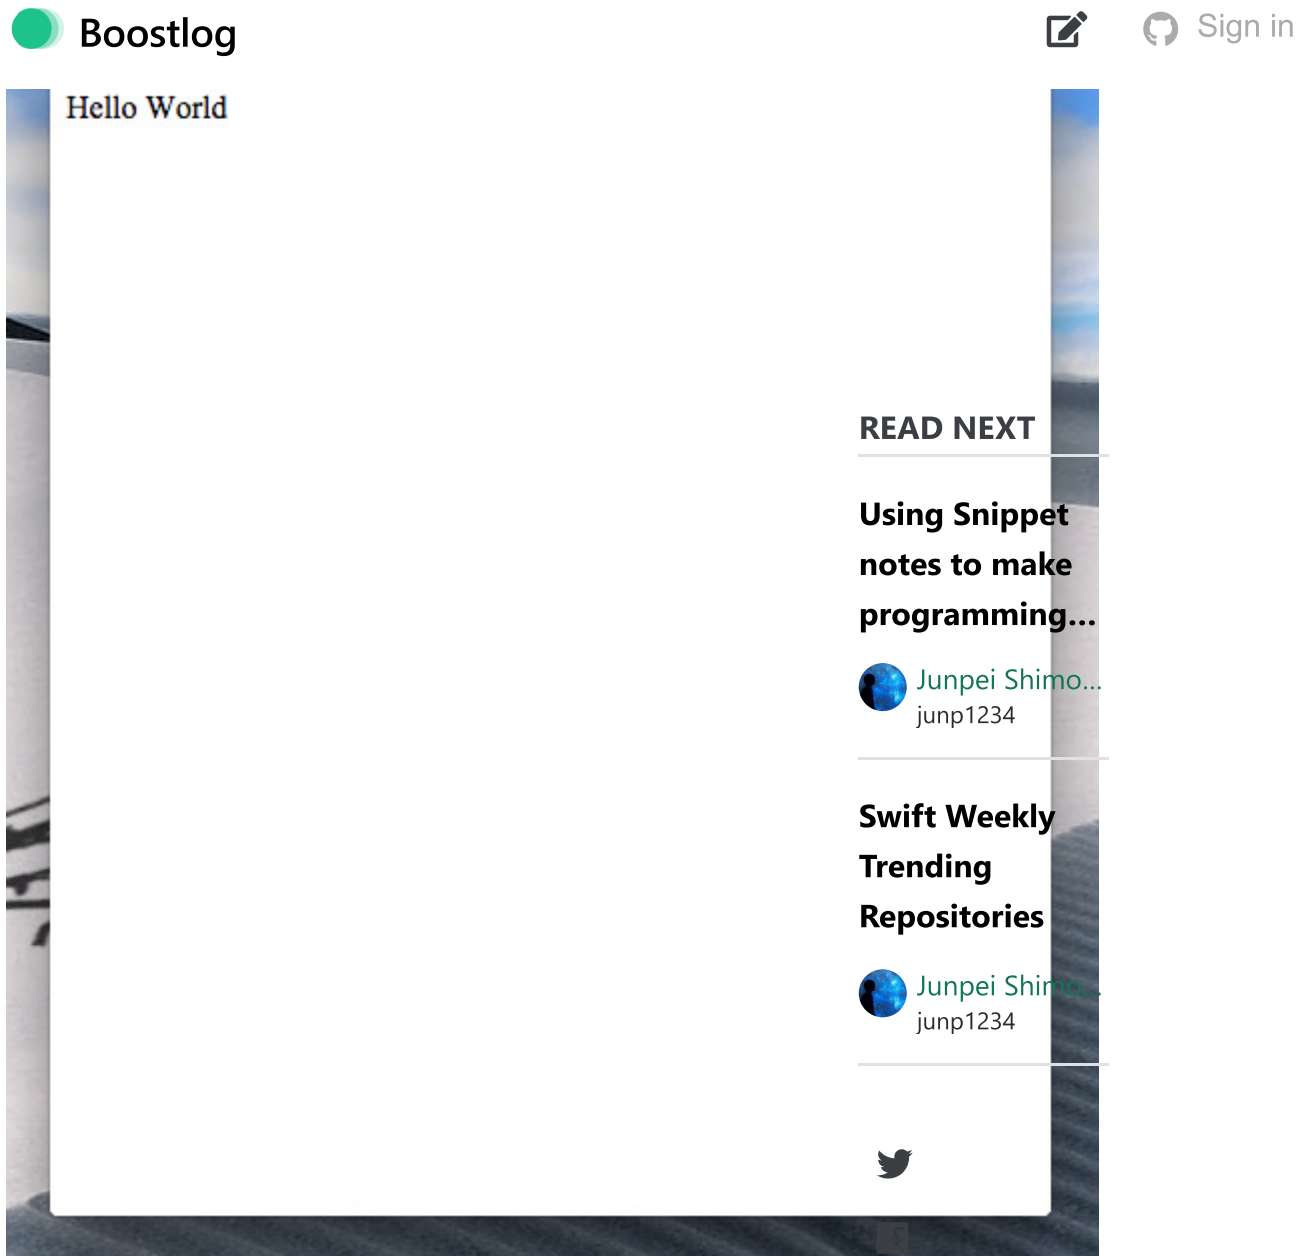 Boostlog
Sign in
Hello World
READ NEXT
Using Snippet
notes to make
programming...
Junpei Shimo...
junp1234
Swift Weekly
Trending
Repositories
Junpei Shimo...
junp1234